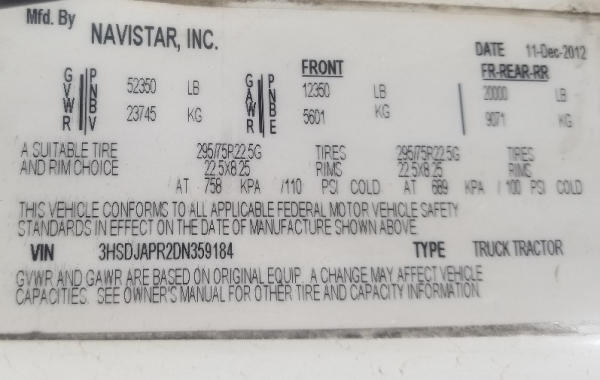 Mfd. By
NAVISTAR, INC.
DATE 11-Dec-2012
GVWR PNBV 52350 LB GAWR PNBE FRONT 12350 LB FR-REAR-RR 20000 LB
23745 KG 5601 KG 9071 KG
A SUITABLE TIRE 295/75R22.5G TIRES 295/75R22.5G TIRES
AND RIM CHOICE 22.5X8.25 RIMS 22.5X8.25 RIMS
AT 758 KPA /110 PSI COLD AT 689 KPA / 100 PSI COLD
THIS VEHICLE CONFORMS TO ALL APPLICABLE FEDERAL MOTOR VEHICLE SAFETY
STANDARDS IN EFFECT ON THE DATE OF MANUFACTURE SHOWN ABOVE.
VIN 3HSDJAPR2DN359184 TYPE TRUCK TRACTOR
GVWR AND GAWR ARE BASED ON ORIGINAL EQUIP. A CHANGE MAY AFFECT VEHICLE
CAPACITIES. SEE OWNER'S MANUAL FOR OTHER TIRE AND CAPACITY INFORMATION.